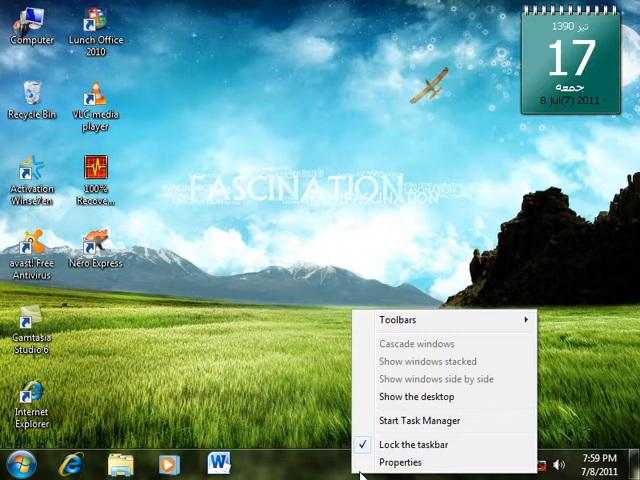 Computer
Lunch Office
2010
Recycle Bin
VLC media
player
Activation
Winse7en
100%
Recove...
avast! Free
Antivirus
Nero Express
Camtasia
Studio 6
Internet
Explorer
تیر 1390
17
جمعه
8 jul(7) 2011
FASCINATION
FASCINATION
Toolbars
Cascade windows
Show windows stacked
Show windows side by side
Show the desktop
Start Task Manager
Lock the taskbar
Properties
7:59 PM
7/8/2011